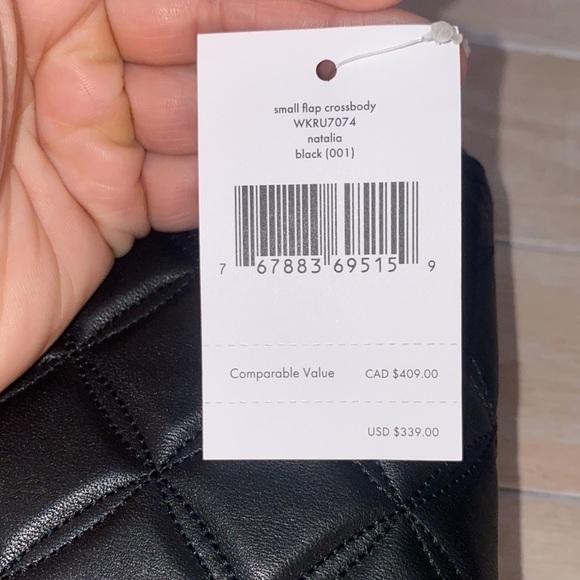 small flap crossbody
WKRU7074
natalia
black (001)
7 67883 69515 9
Comparable Value CAD $409.00
USD $339.00